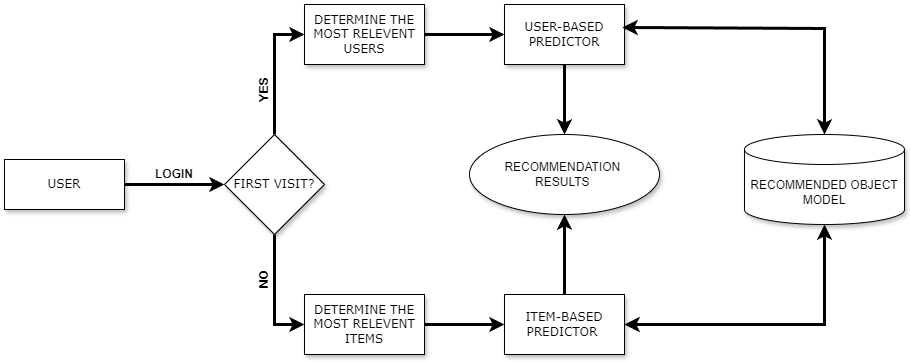 DETERMINE THE
MOST RELEVENT
USERS
USER-BASED
PREDICTOR
YES
LOGIN
USER
FIRST VISIT?
RECOMMENDATION
RESULTS
RECOMMENDED OBJECT
MODEL
NO
DETERMINE THE
MOST RELEVENT
ITEMS
ITEM-BASED
PREDICTOR